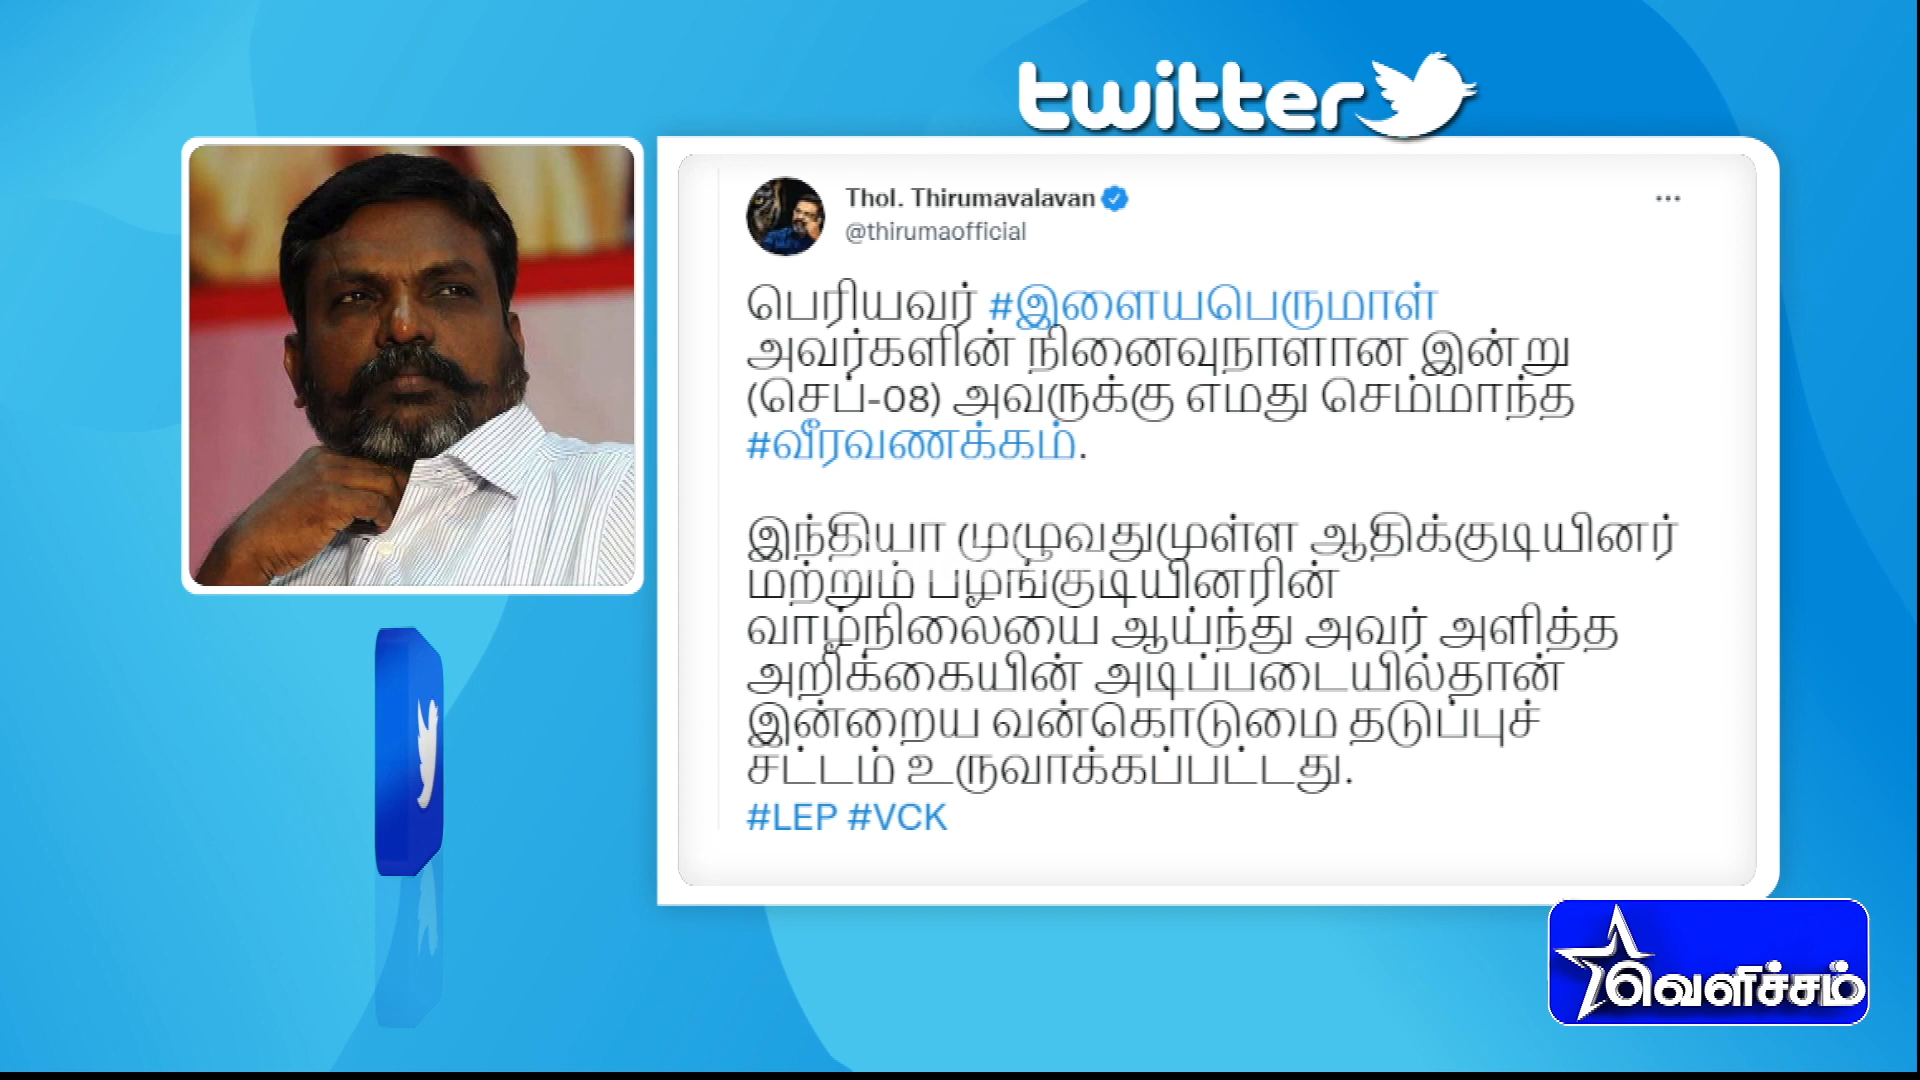 twitter
Thol. Thirumavalavan
@thirumaofficial
பெரியவர் #இளையபெருமாள்
அவர்களின் நினைவுநாளான இன்று
(செப்-08) அவருக்கு எமது செம்மாந்த
#வீரவணக்கம்.
இந்தியா முழுவதுமுள்ள ஆதிக்குடியினர்
மற்றும் பழங்குடியினரின்
வாழ்நிலையை ஆய்ந்து அவர் அளித்த
அறிக்கையின் அடிப்படையில்தான்
இன்றைய வன்கொடுமை தடுப்புச்
சட்டம் உருவாக்கப்பட்டது.
#LEP #VCK
வெளிச்சம்